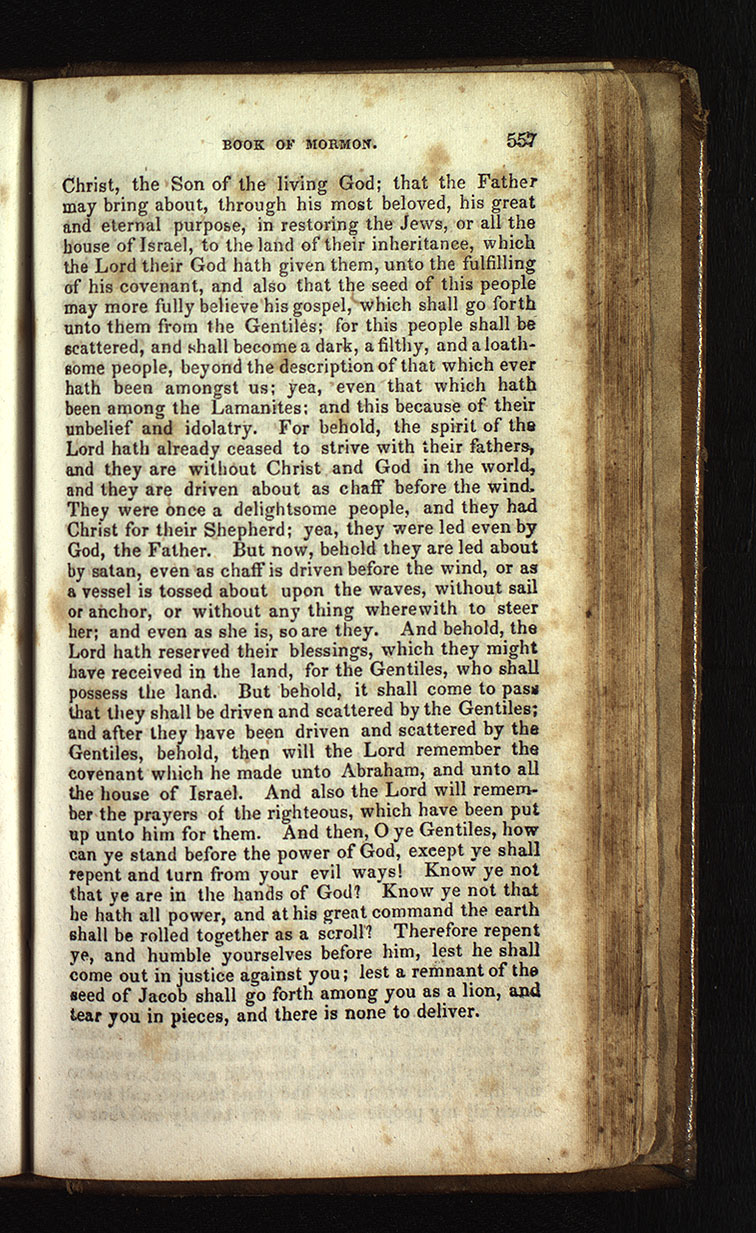 BOOK OF MORMON. 557
Christ, the Son of the living God; that the Father
may bring about, through his most beloved, his great
and eternal purpose, in restoring the Jews, or all the
house of Israel, to the land of their inheritance, which
the Lord their God hath given them, unto the fulfilling
of his covenant, and also that the seed of this people
may more fully believe his gospel, which shall go forth
unto them from the Gentiles; for this people shall be
scattered, and shall become a dark, a filthy, and a loath-
some people, beyond the description of that which ever
hath been amongst us; yea, even that which hath
been among the Lamanites; and this because of their
unbelief and idolatry. For behold, the spirit of the
Lord hath already ceased to strive with their fathers,
and they are without Christ and God in the world,
and they are driven about as chaff before the wind.
They were once a delightsome people, and they had
Christ for their Shepherd; yea, they were led even by
God, the Father. But now, behold they are led about
by satan, even as chaff is driven before the wind, or as
a vessel is tossed about upon the waves, without sail
or anchor, or without any thing wherewith to steer
her; and even as she is, so are they. And behold, the
Lord hath reserved their blessings, which they might
have received in the land, for the Gentiles, who shall
possess the land. But behold, it shall come to pass
that they shall be driven and scattered by the Gentiles;
and after they have been driven and scattered by the
Gentiles, behold, then will the Lord remember the
covenant which he made unto Abraham, and unto all
the house of Israel. And also the Lord will remem-
ber the prayers of the righteous, which have been put
up unto him for them. And then, O ye Gentiles, how
can ye stand before the power of God, except ye shall
repent and turn from your evil ways! Know ye not
that ye are in the hands of God? Know ye not that
he hath all power, and at his great command the earth
shall be rolled together as a scroll? Therefore repent
ye, and humble yourselves before him, lest he shall
come out in justice against you; lest a remnant of the
seed of Jacob shall go forth among you as a lion, and
tear you in pieces, and there is none to deliver.